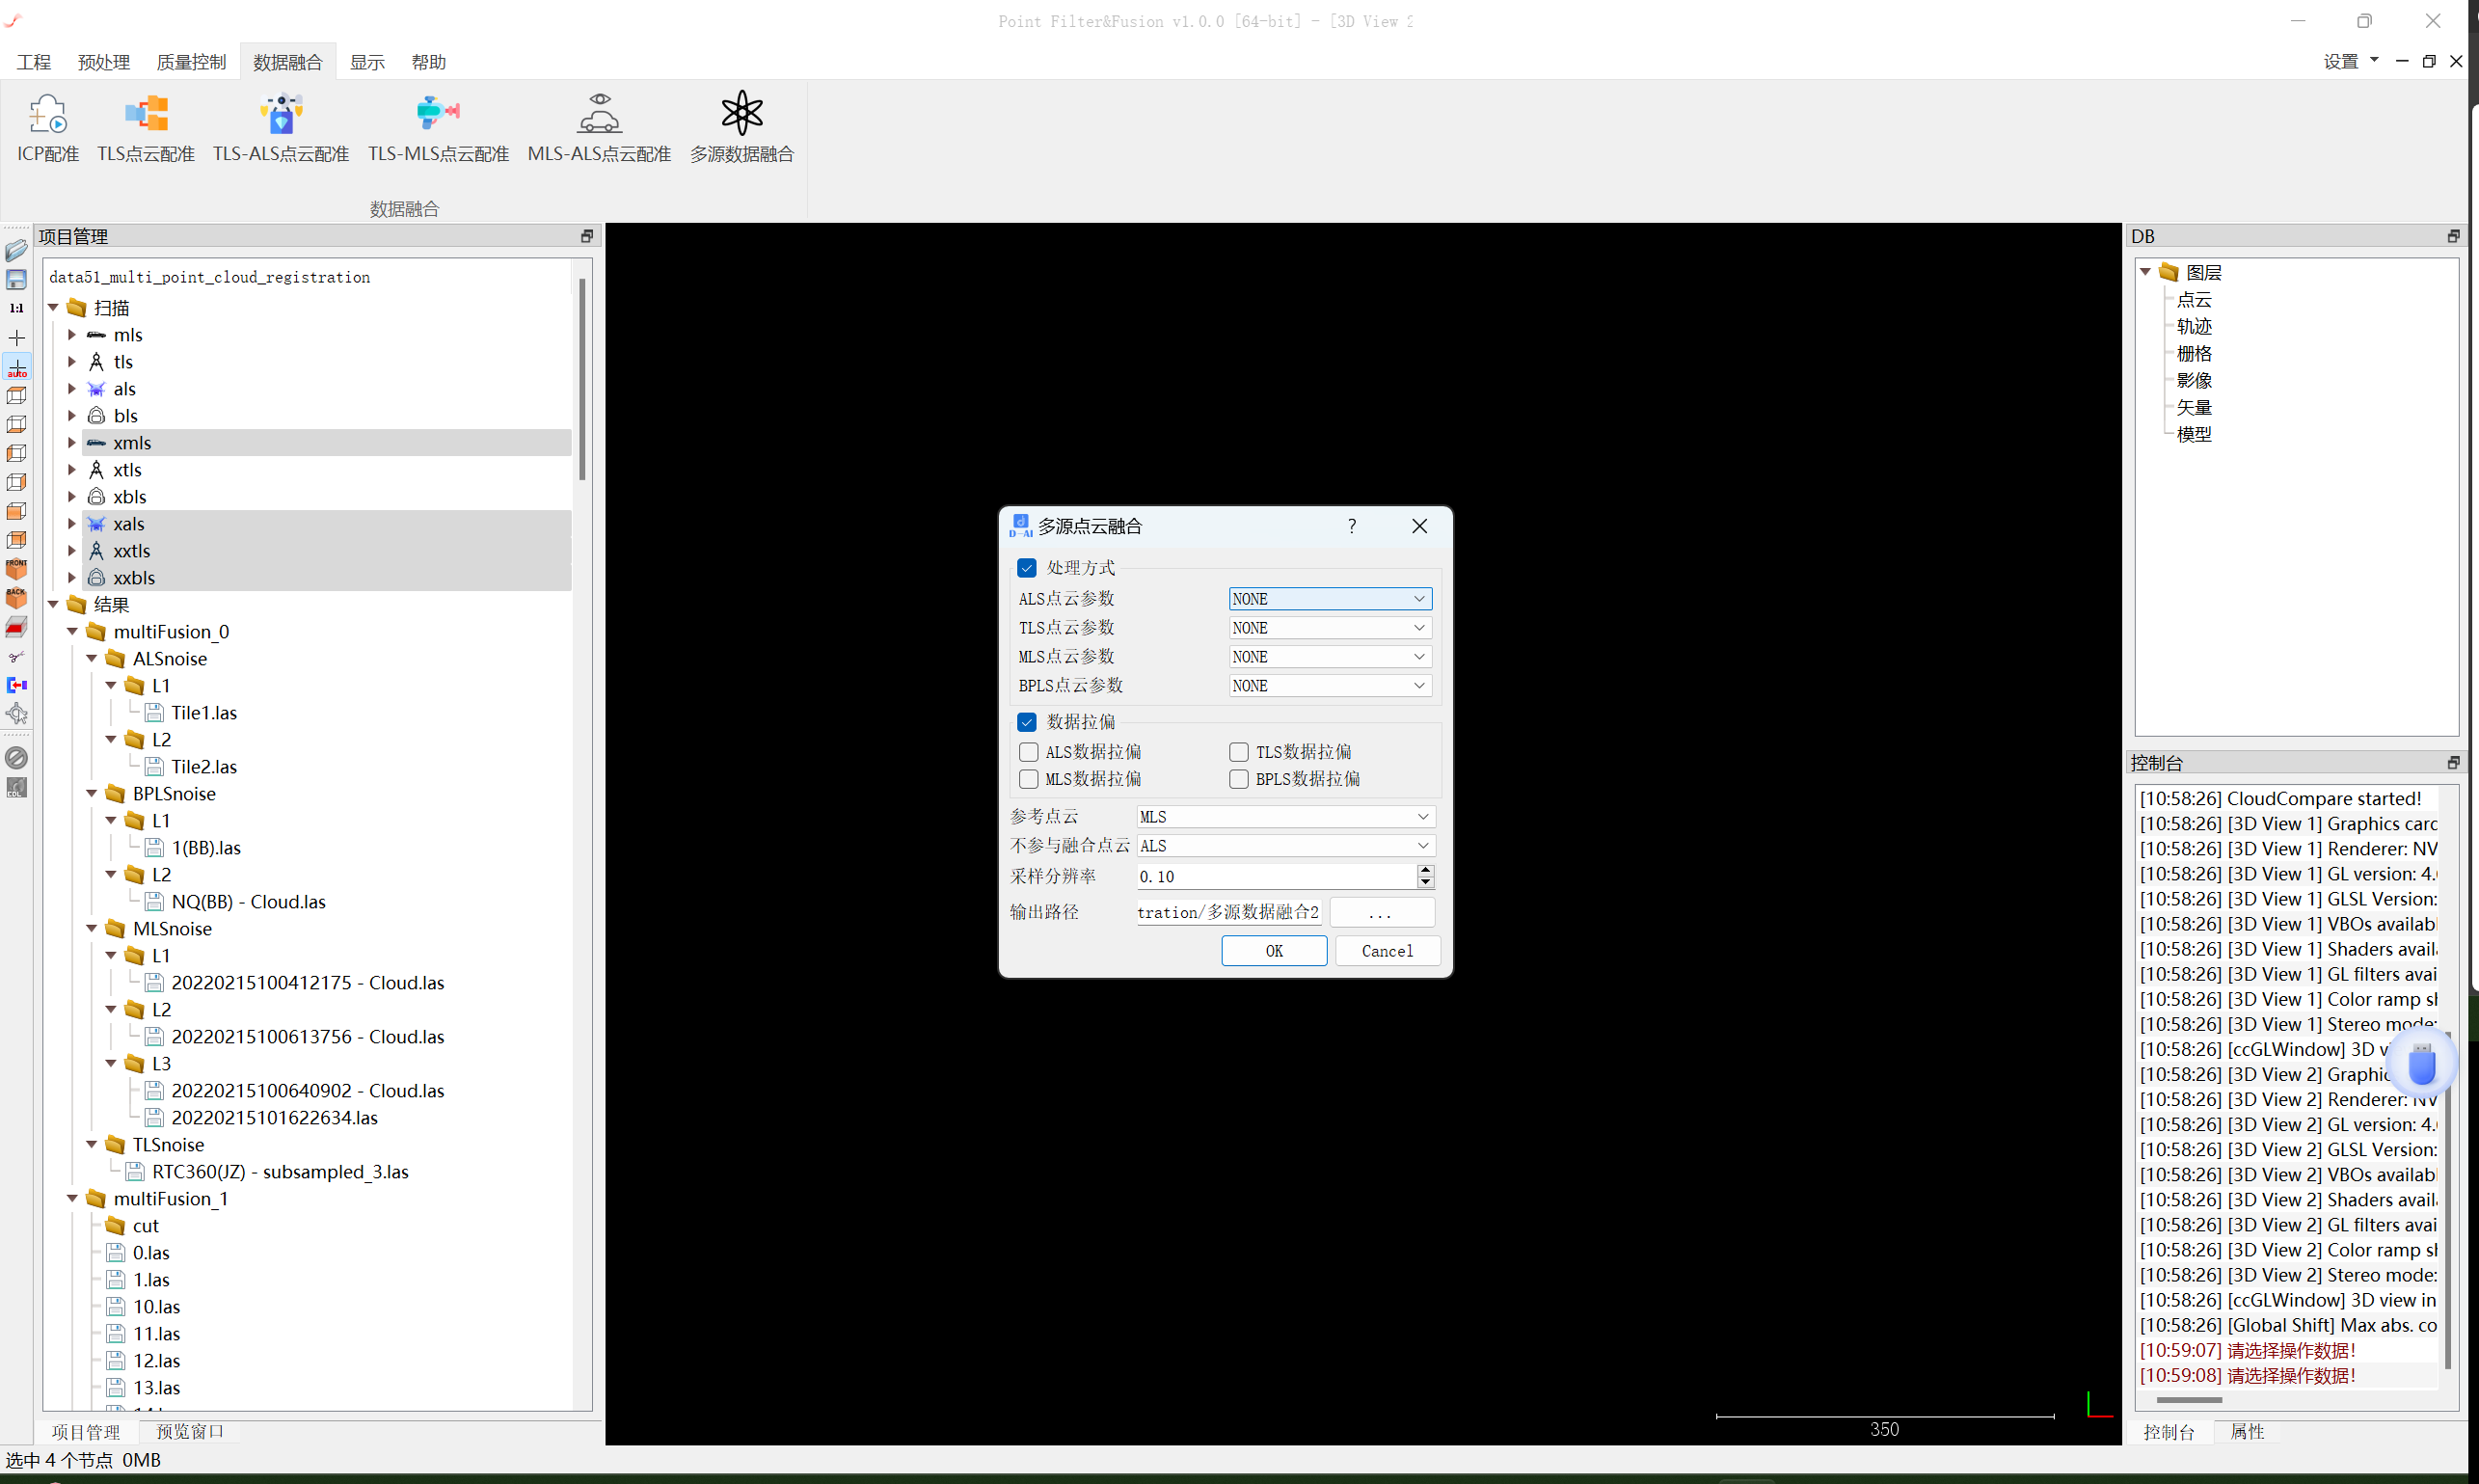 Point Filter&Fusion v1.0.0 [64-bit] - [3D View 2
工程 预处理 质量控制 数据融合 显示 帮助 设置
ICP配准 TLS点云配准 TLS-ALS点云配准 TLS-MLS点云配准 MLS-ALS点云配准 多源数据融合
数据融合
项目管理
data51_multi_point_cloud_registration
扫描
mls
tls
als
bls
xmls
xtls
xbls
xals
xxtls
xxbls
结果
multiFusion_0
ALSnoise
L1
Tile1.las
L2
Tile2.las
BPLSnoise
L1
1(BB).las
L2
NQ(BB) - Cloud.las
MLSnoise
L1
20220215100412175 - Cloud.las
L2
20220215100613756 - Cloud.las
L3
20220215100640902 - Cloud.las
20220215101622634.las
TLSnoise
RTC360(JZ) - subsampled_3.las
multiFusion_1
cut
0.las
1.las
10.las
11.las
12.las
13.las
项目管理 预览窗口
选中 4 个节点 0MB
1:1
auto
FRONT
BACK
D-AI 多源点云融合 ?
处理方式
ALS点云参数 NONE
TLS点云参数 NONE
MLS点云参数 NONE
BPLS点云参数 NONE
数据拉偏
ALS数据拉偏 TLS数据拉偏
MLS数据拉偏 BPLS数据拉偏
参考点云 MLS
不参与融合点云 ALS
采样分辨率 0.10
输出路径 tration/多源数据融合2 ...
OK Cancel
350
DB
图层
点云
轨迹
栅格
影像
矢量
模型
控制台
[10:58:26] CloudCompare started!
[10:58:26] [3D View 1] Graphics carc
[10:58:26] [3D View 1] Renderer: NV
[10:58:26] [3D View 1] GL version: 4.
[10:58:26] [3D View 1] GLSL Version:
[10:58:26] [3D View 1] VBOs availab
[10:58:26] [3D View 1] Shaders avail
[10:58:26] [3D View 1] GL filters avai
[10:58:26] [3D View 1] Color ramp sh
[10:58:26] [3D View 1] Stereo mode:
[10:58:26] [ccGLWindow] 3D v
[10:58:26] [3D View 2] Graphic
[10:58:26] [3D View 2] Renderer: NV
[10:58:26] [3D View 2] GL version: 4.
[10:58:26] [3D View 2] GLSL Version:
[10:58:26] [3D View 2] VBOs availab
[10:58:26] [3D View 2] Shaders avail
[10:58:26] [3D View 2] GL filters avai
[10:58:26] [3D View 2] Color ramp sh
[10:58:26] [3D View 2] Stereo mode:
[10:58:26] [ccGLWindow] 3D view in
[10:58:26] [Global Shift] Max abs. co
[10:59:07] 请选择操作数据!
[10:59:08] 请选择操作数据!
控制台 属性